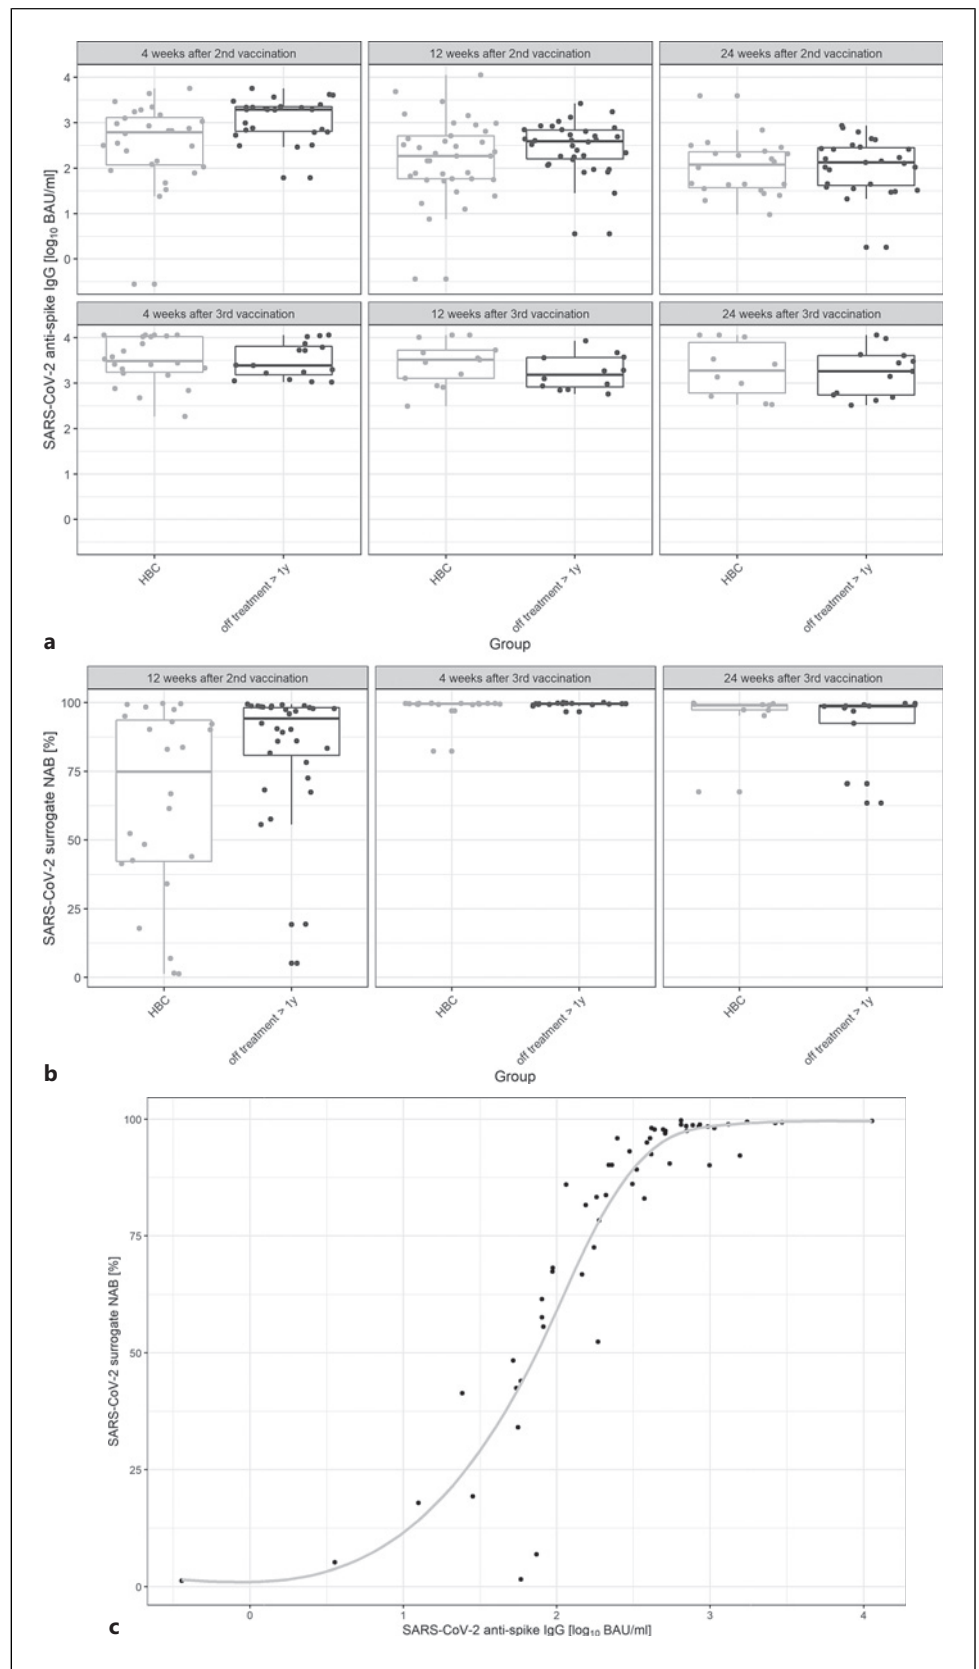 4 weeks after 2nd vaccination 12 weeks after 2nd vaccination 24 weeks after 2nd vaccination
4
3
2
1
0
SARS-CoV-2 anti-spike IgG [log10 BAU/ml]
4 weeks after 3rd vaccination 12 weeks after 3rd vaccination 24 weeks after 3rd vaccination
4
3
2
1
0
HBC off treatment > 1y HBC off treatment > 1y HBC off treatment > 1y
a
Group
12 weeks after 2nd vaccination 4 weeks after 3rd vaccination 24 weeks after 3rd vaccination
100
75
50
25
0
SARS-CoV-2 surrogate NAB [%]
HBC off treatment > 1y HBC off treatment > 1y HBC off treatment > 1y
b
Group
100
75
50
25
0
SARS-CoV-2 surrogate NAB [%]
0 1 2 3 4
c
SARS-CoV-2 anti-spike IgG [log10 BAU/ml]